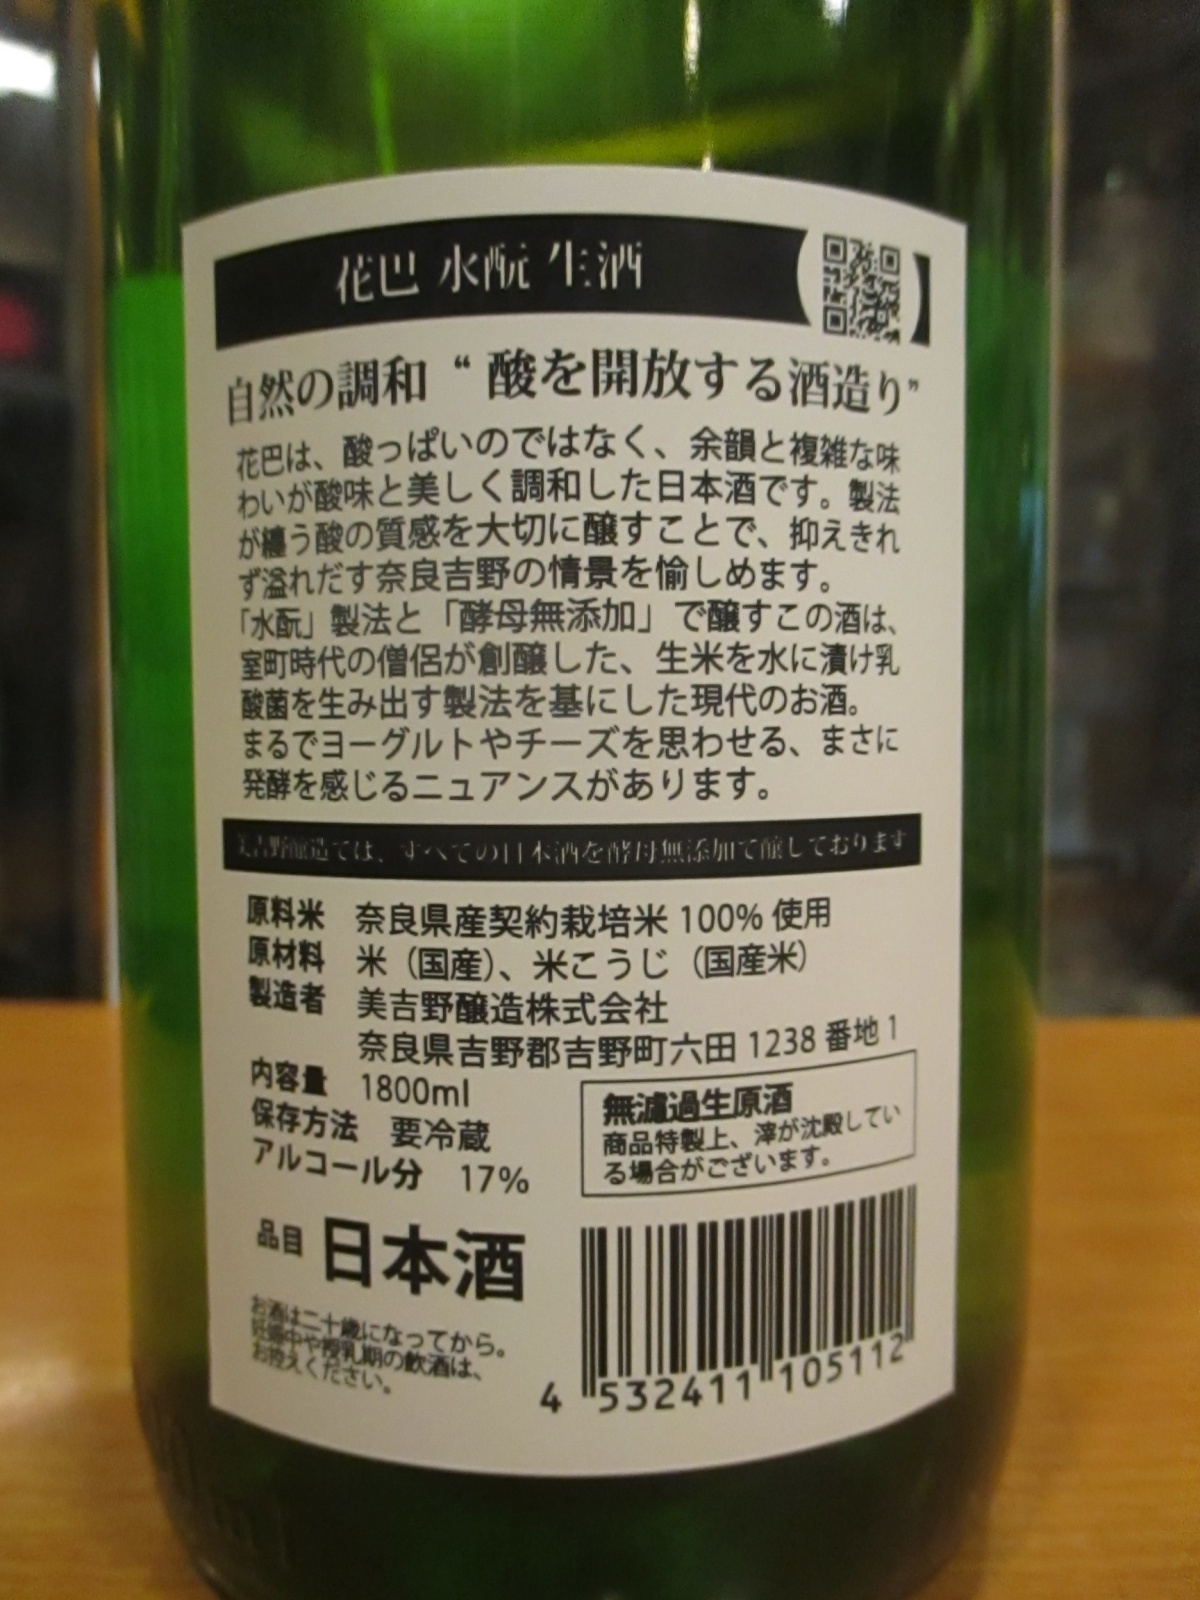 花巴 水酛 生酒
自然の調和 “ 酸を開放する酒造り”
花巴は、酸っぱいのではなく、余韻と複雑な味
わいが酸味と美しく調和した日本酒です。製法
が纏う酸の質感を大切に醸すことで、抑えきれ
ず溢れだす奈良吉野の情景を愉しめます。
「水酛」製法と「酵母無添加」で醸すこの酒は、
室町時代の僧侶が創醸した、生米を水に漬け乳
酸菌を生み出す製法を基にした現代のお酒。
まるでヨーグルトやチーズを思わせる、まさに
発酵を感じるニュアンスがあります。
美吉野醸造では、すべての日本酒を酵母無添加で醸しております
原料米 奈良県産契約栽培米 100% 使用
原材料 米（国産）、米こうじ（国産米）
製造者 美吉野醸造株式会社
奈良県吉野郡吉野町六田 1238 番地 1
内容量 1800ml
保存方法 要冷蔵
アルコール分 17%
無濾過生原酒
商品特製上、滓が沈殿してい
る場合がございます。
品目 日本酒
お酒は二十歳になってから。
妊娠中や授乳期の飲酒は、
お控えください。
4 532411 105112